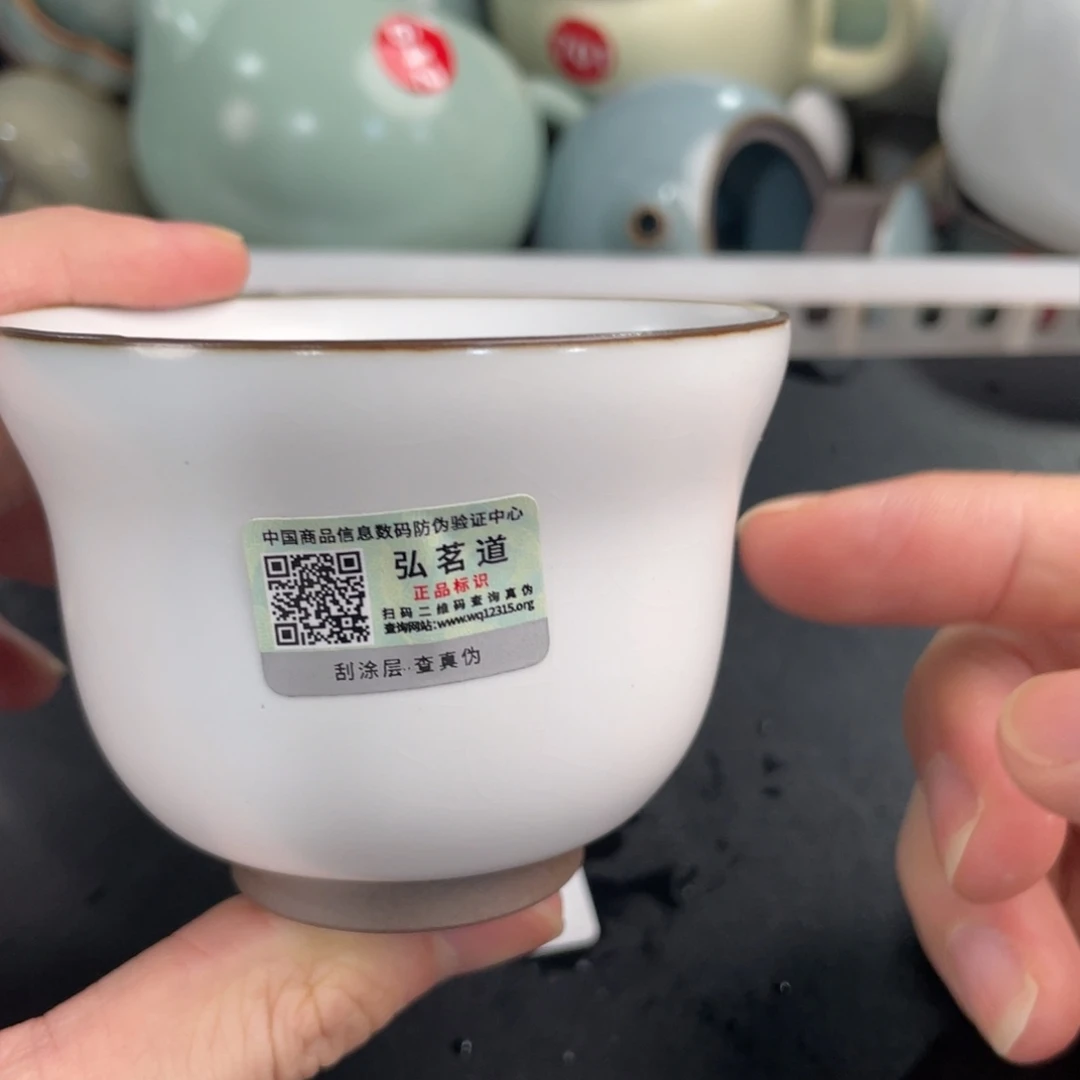 中国商品信息数码防伪验证中心
弘茗道
正品标识
扫码二维码查询真伪
查询网站:www.wq12315.org
刮涂层·查真伪